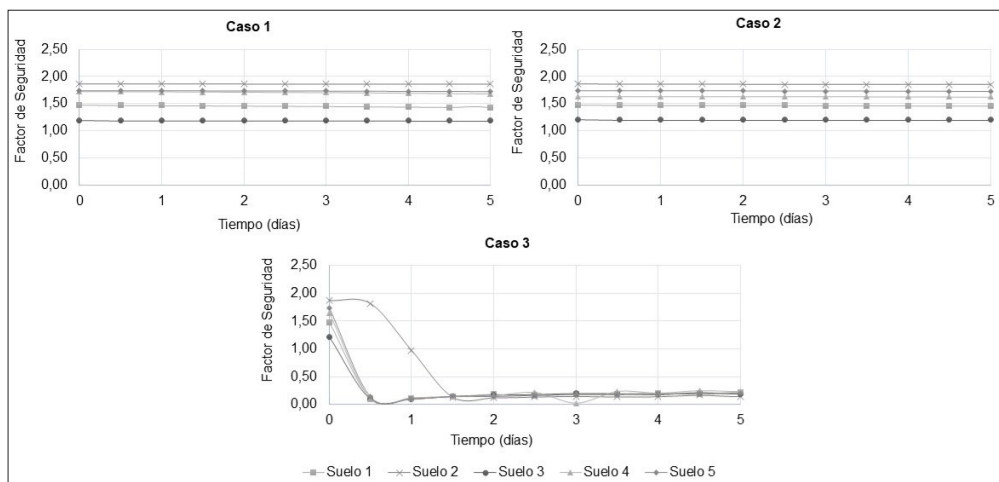 Caso 1
Factor de Seguridad
2,50
2,00
1,50
1,00
0,50
0,00
0 1 2 3 4 5
Tiempo (días)
Caso 2
Factor de Seguridad
2,50
2,00
1,50
1,00
0,50
0,00
0 1 2 3 4 5
Tiempo (días)
Caso 3
Factor de Seguridad
2,50
2,00
1,50
1,00
0,50
0,00
0 1 2 3 4 5
Tiempo (días)
Suelo 1 Suelo 2 Suelo 3 Suelo 4 Suelo 5